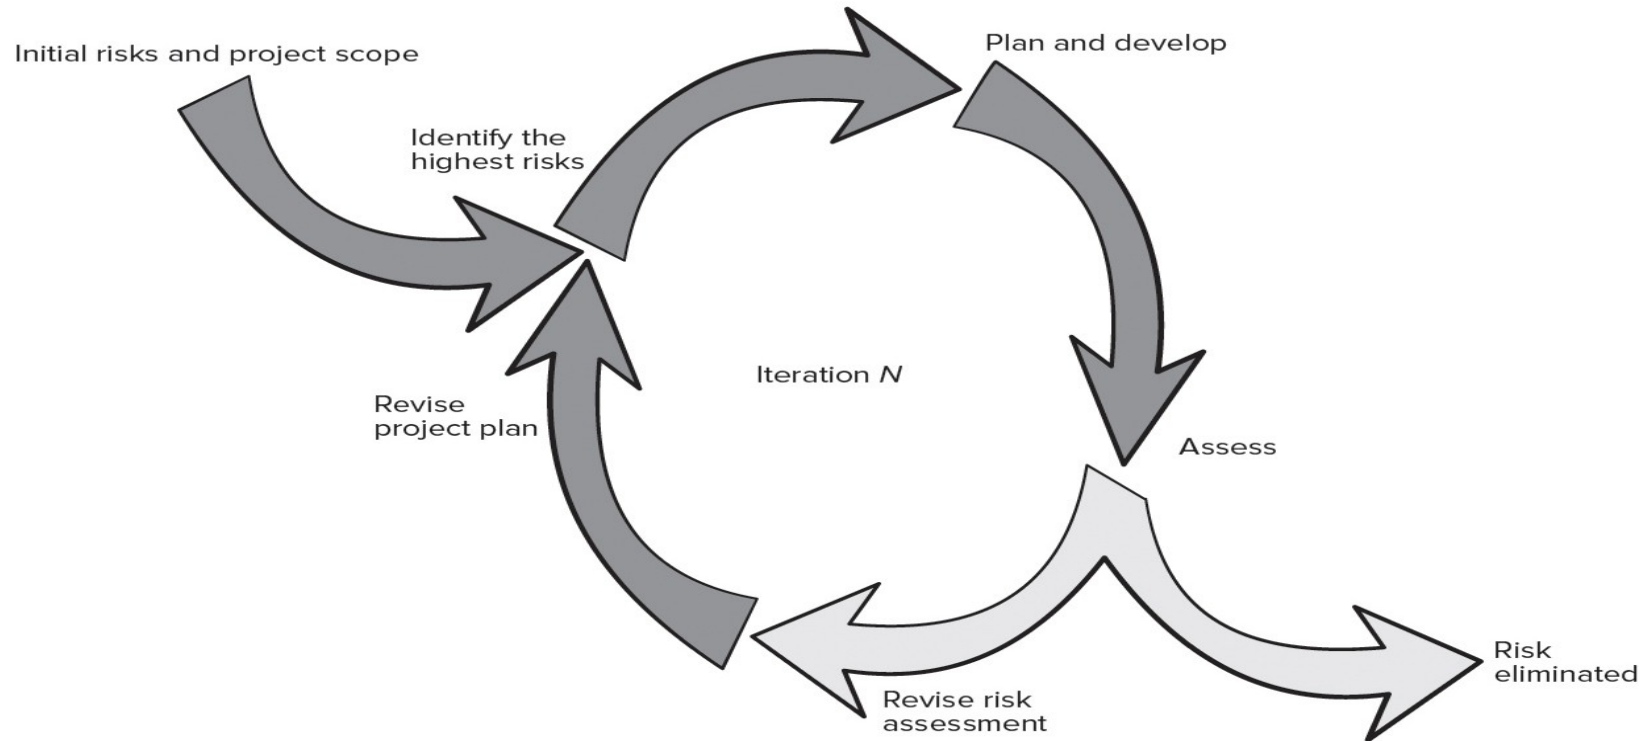 Initial risks and project scope
Plan and develop
Identify the
highest risks
Iteration N
Revise
project plan
Assess
Risk
eliminated
Revise risk
assessment